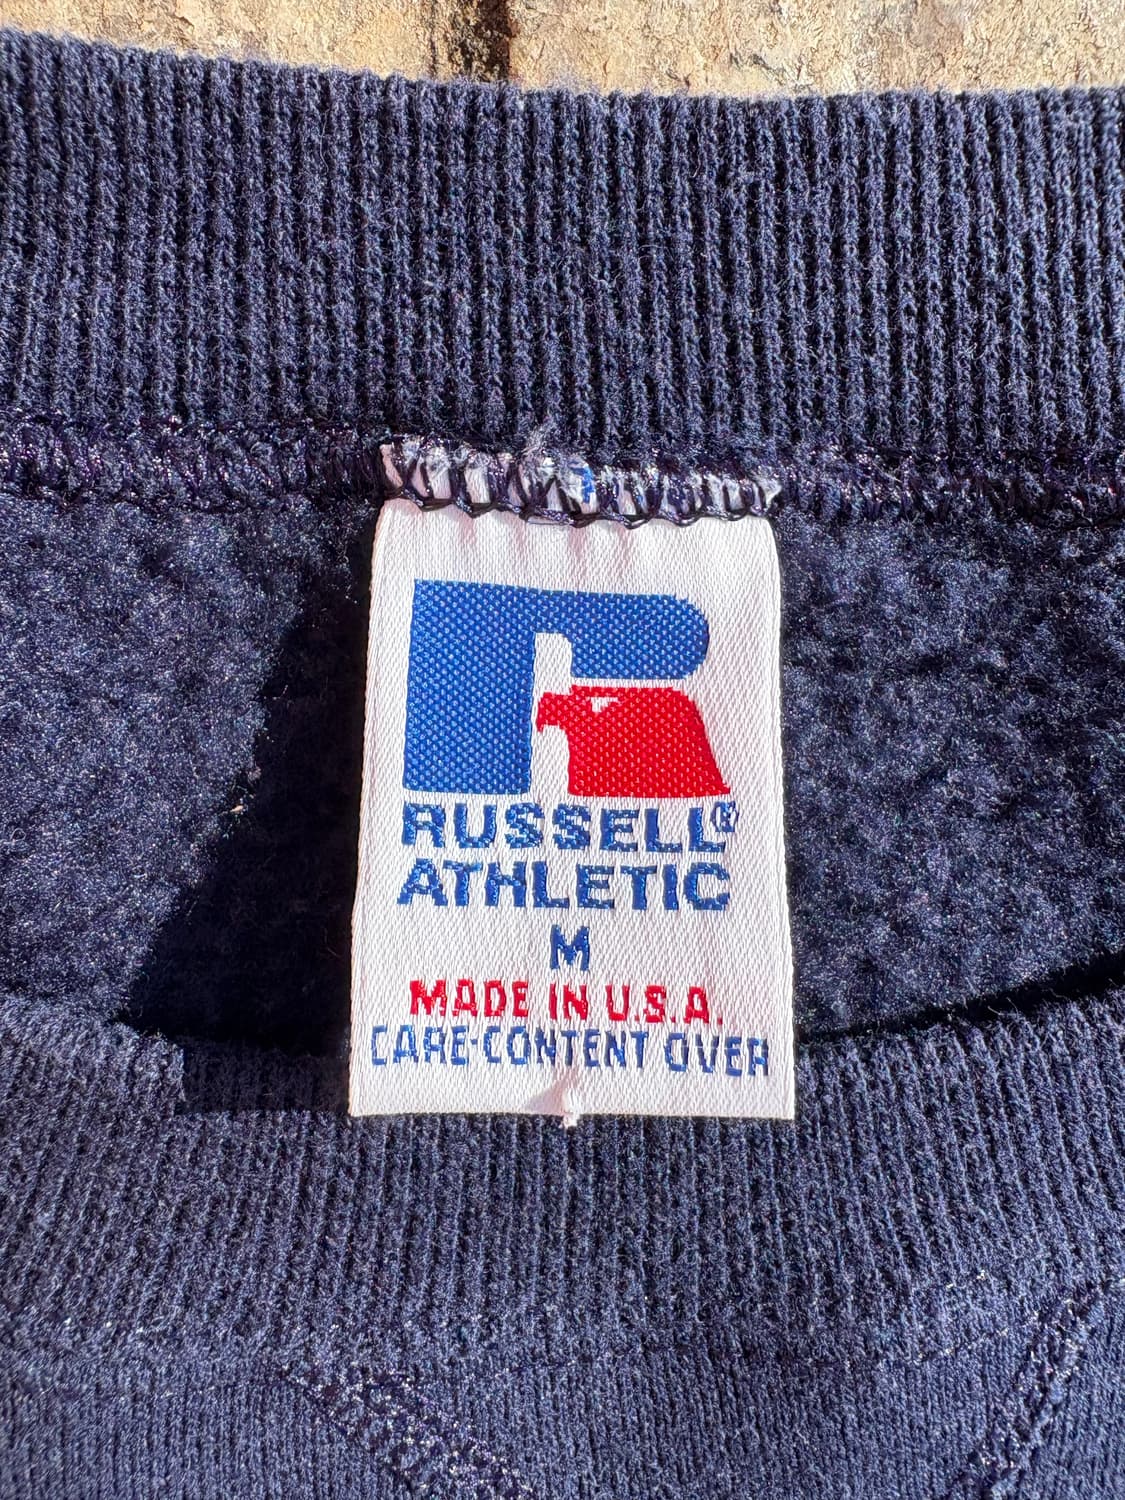 RUSSELL®
ATHLETIC
M
MADE IN U.S.A.
CARE-CONTENT OVER